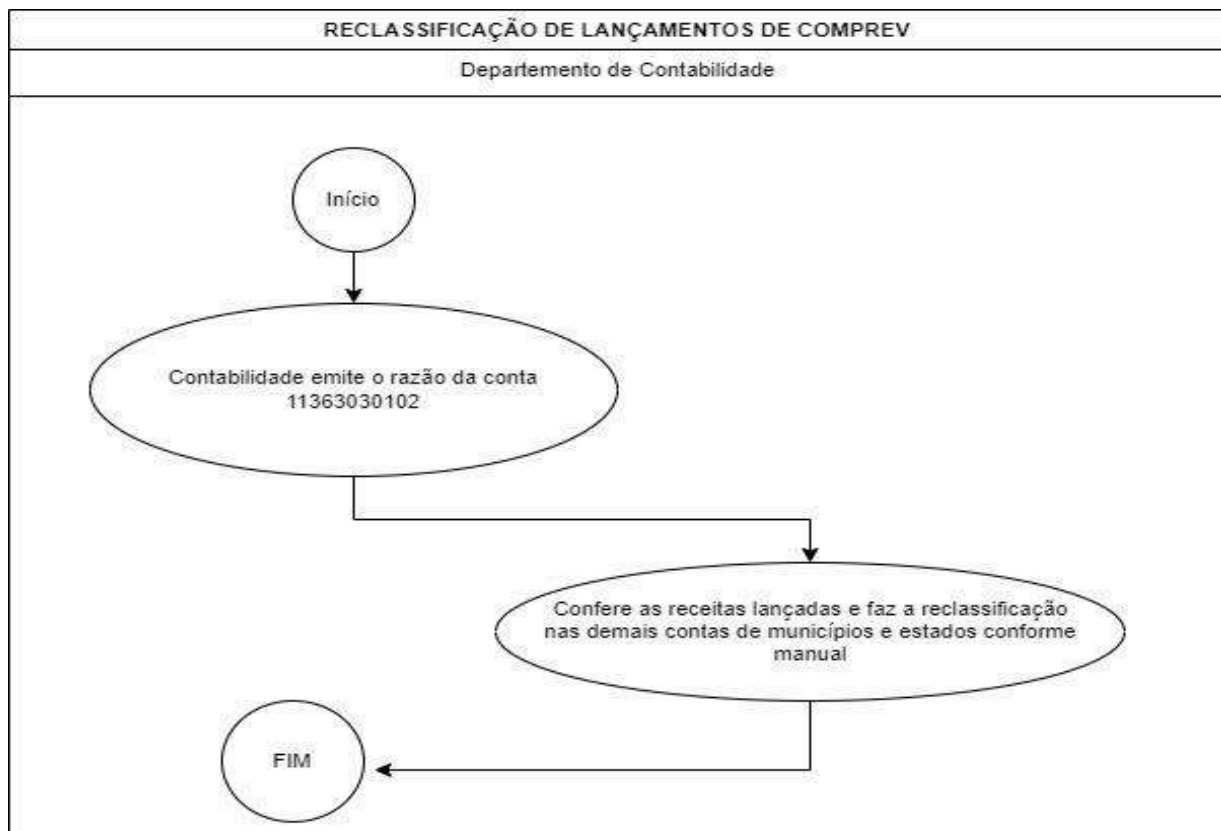 RECLASSIFICAÇÃO DE LANÇAMENTOS DE COMPREV
Departemento de Contabilidade
Início
Contabilidade emite o razão da conta
11363030102
Confere as receitas lançadas e faz a reclassificação
nas demais contas de municípios e estados conforme
manual
FIM